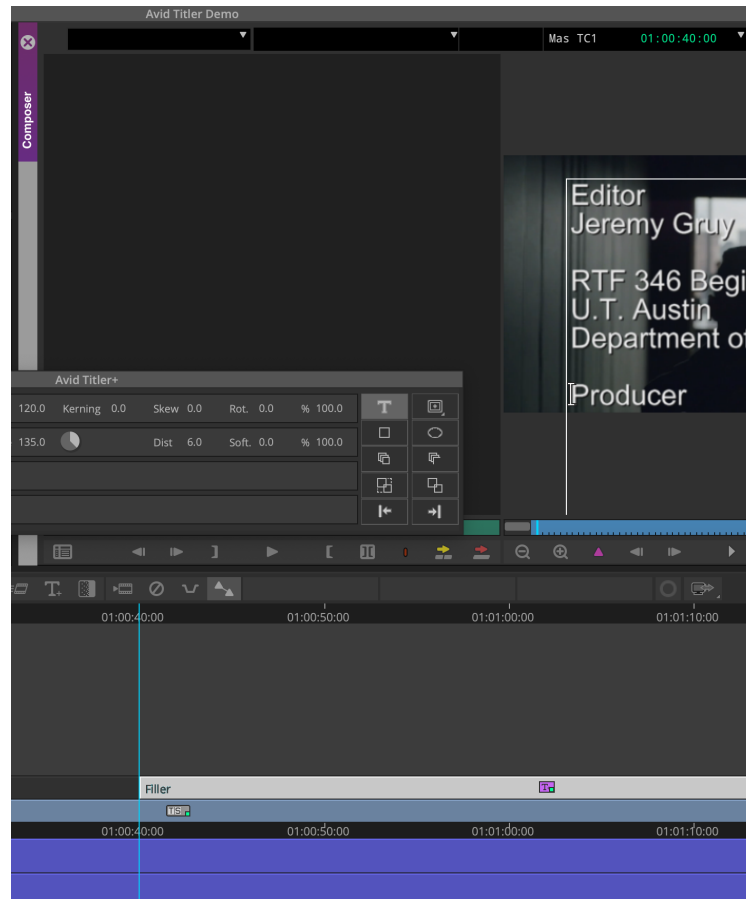 Avid Titler Demo
Mas TC1 01:00:40:00
Composer
Editor
Jeremy Gruy
RTF 346 Begi
U.T. Austin
Department of
Producer
Avid Titler+
120.0 Kerning 0.0 Skew 0.0 Rot. 0.0 % 100.0
T
135.0 Dist 6.0 Soft. 0.0 % 100.0
T+
01:00:40:00 01:00:50:00 01:01:00:00 01:01:10:00
Filler
01:00:40:00 01:00:50:00 01:01:00:00 01:01:10:00